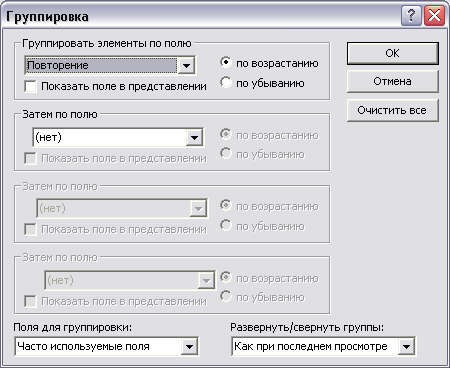 Группировка
Группировать элементы по полю
Повторение
по возрастанию
Показать поле в представлении
по убыванию
OK
Отмена
Очистить все
Затем по полю
(нет)
по возрастанию
Показать поле в представлении
по убыванию
Затем по полю
(нет)
по возрастанию
Показать поле в представлении
по убыванию
Затем по полю
(нет)
по возрастанию
Показать поле в представлении
по убыванию
Поля для группировки:
Развернуть/свернуть группы:
Часто используемые поля
Как при последнем просмотре